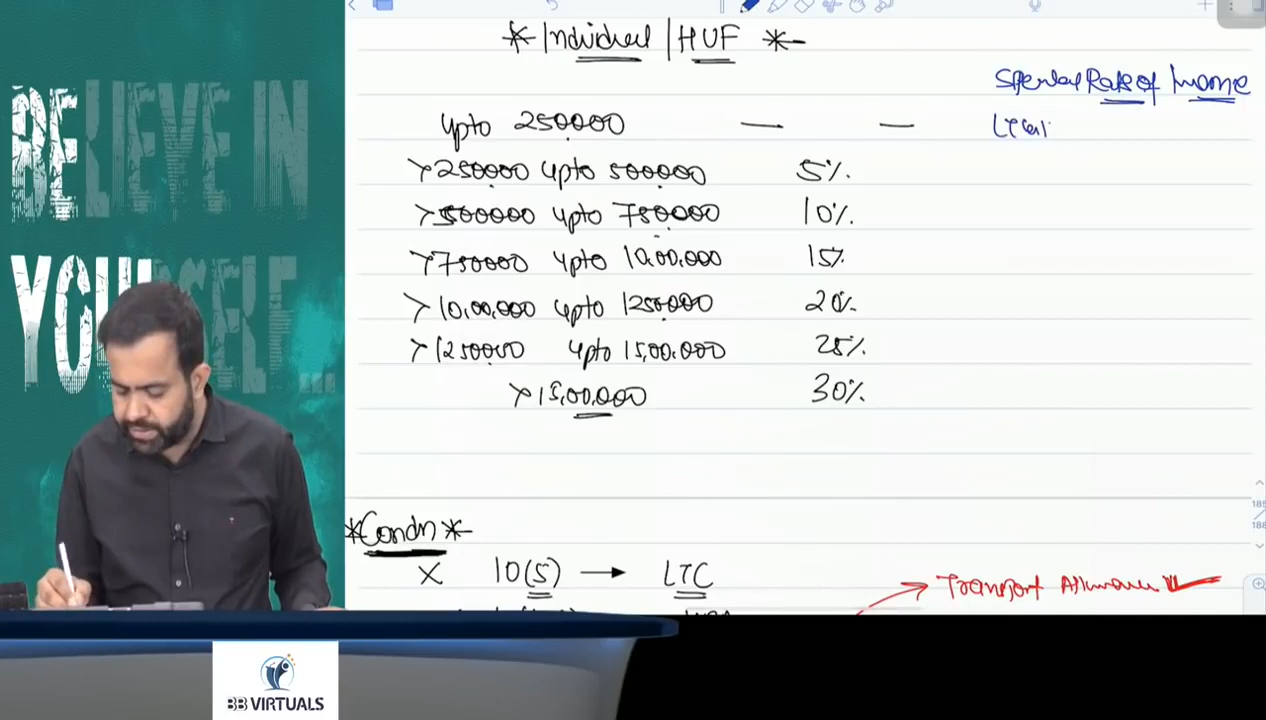 BELIEVE IN
YOURSELF...
* Individual | HUF *
Special Rate of Income
upto 250000 — —
>250000 upto 500000 5%.
>500000 upto 750000 10%.
>750000 upto 10,00,000 15%
>10,00,000 upto 1250000 20%.
>1250000 upto 15,00,000 25%
>15,00,000 30%
*Condn*
X 10(5) → LTC
Transport Allowance
BB VIRTUALS